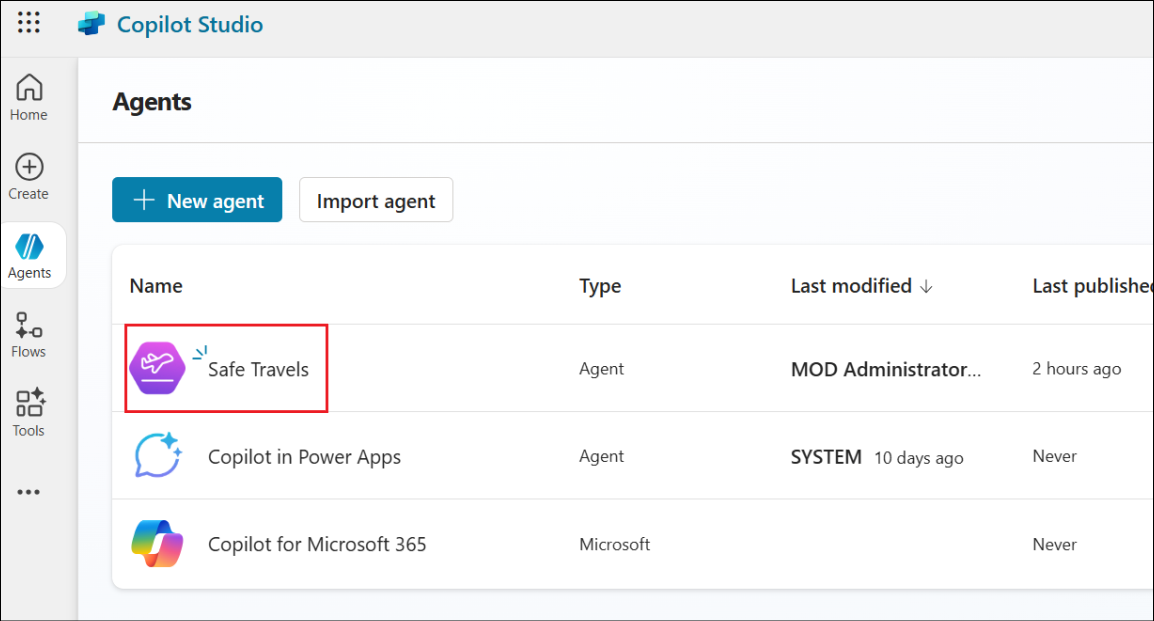 Copilot Studio
Home
Create
Agents
Flows
Tools
Agents
New agent
Import agent
Name Type Last modified ↓ Last published
Safe Travels Agent MOD Administrator... 2 hours ago
Copilot in Power Apps Agent SYSTEM 10 days ago Never
Copilot for Microsoft 365 Microsoft Never